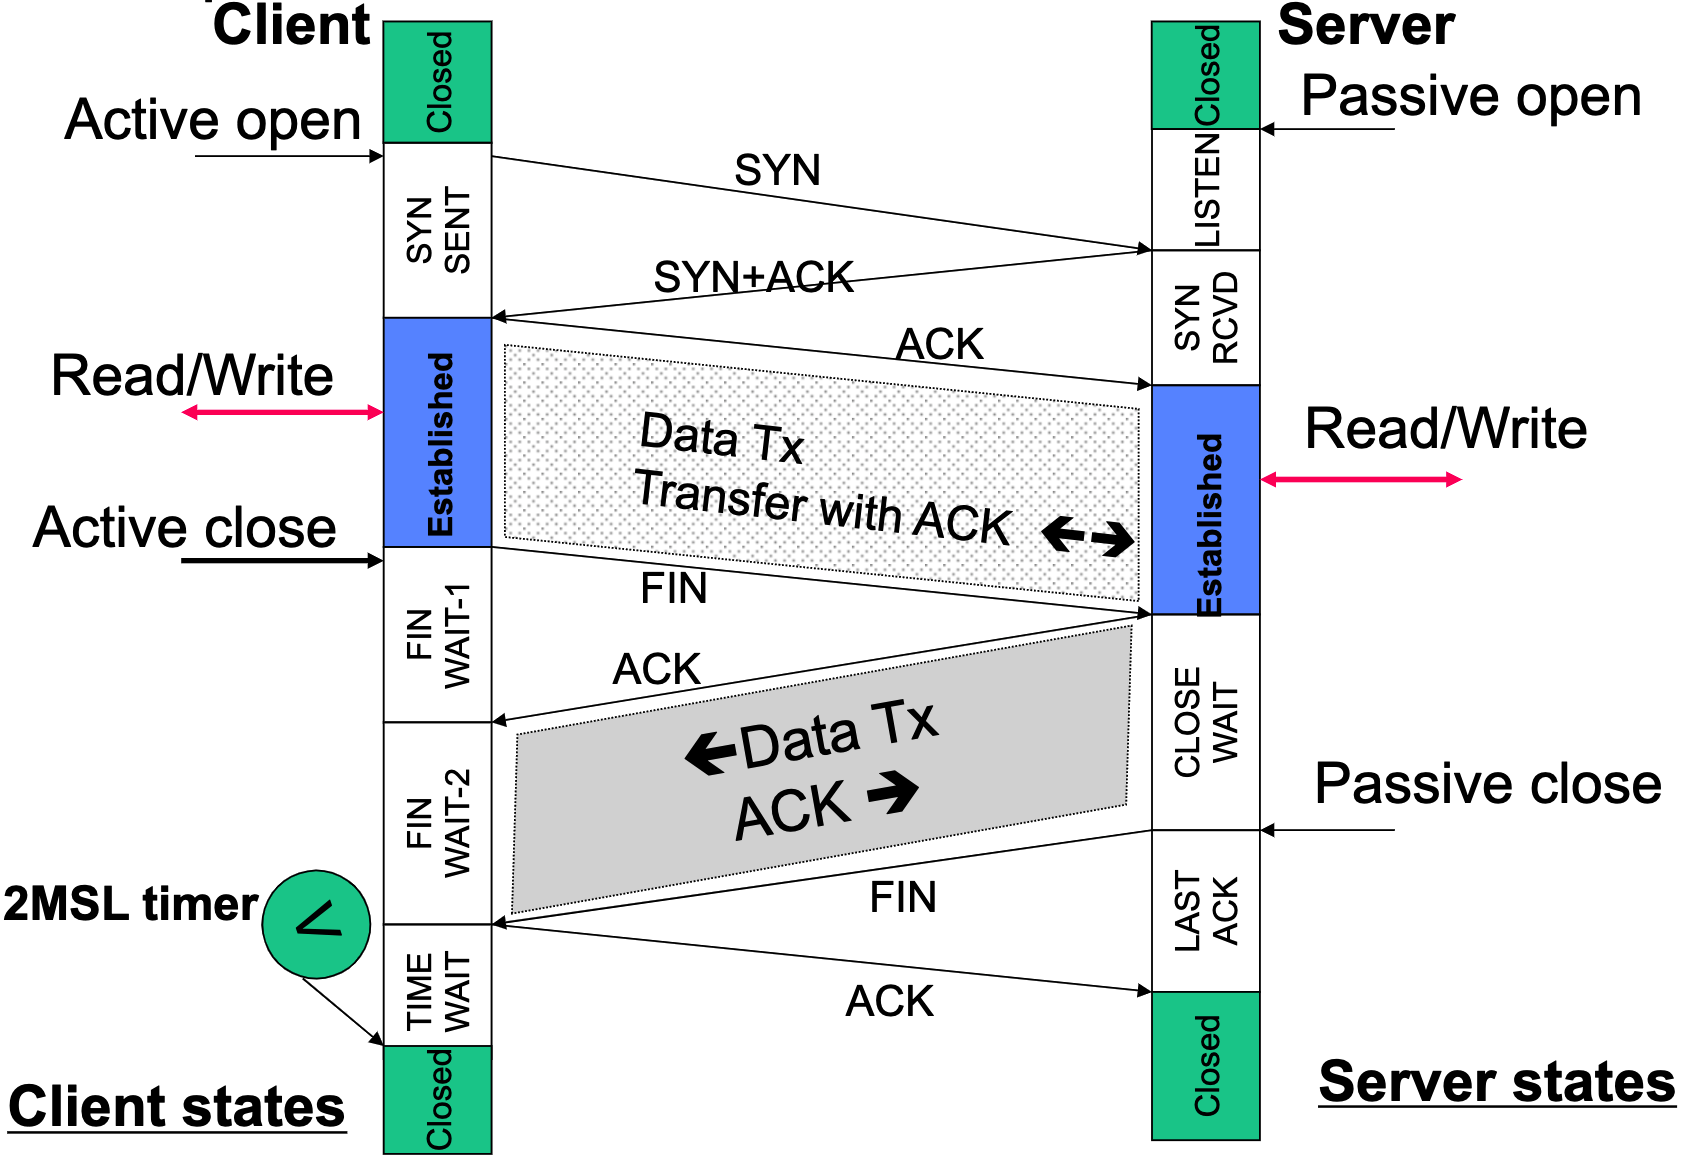 Client
Server
Closed
Closed
Active open
Passive open
SYN
LISTEN
SYN
SENT
SYN+ACK
SYN
RCVD
ACK
Read/Write
Established
Data Tx
Transfer with ACK
Read/Write
Established
Active close
FIN
FIN
WAIT-1
ACK
CLOSE
WAIT
Data Tx
ACK
Passive close
FIN
WAIT-2
2MSL timer
FIN
LAST
ACK
TIME
WAIT
ACK
Closed
Closed
Client states
Server states